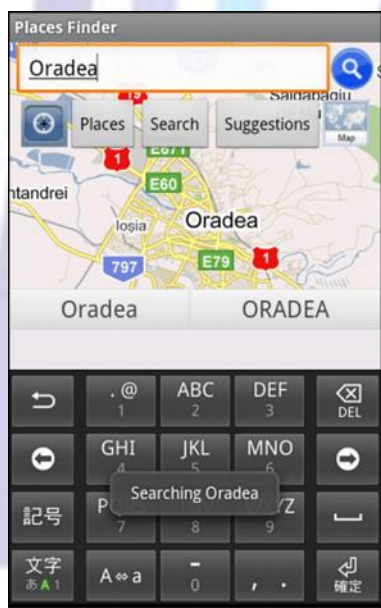 Places Finder
Oradea
19
Places
Search
Suggestions
Map
E671
1
E60
ntandrei
Iosia
Oradea
797
E79
1
Oradea
ORADEA
. @
1
ABC
2
DEF
3
DEL
GHI
4
JKL
5
MNO
6
Searching Oradea
記号
7
8
9
文字
あA1
A⇔a
-
0
, .
確定